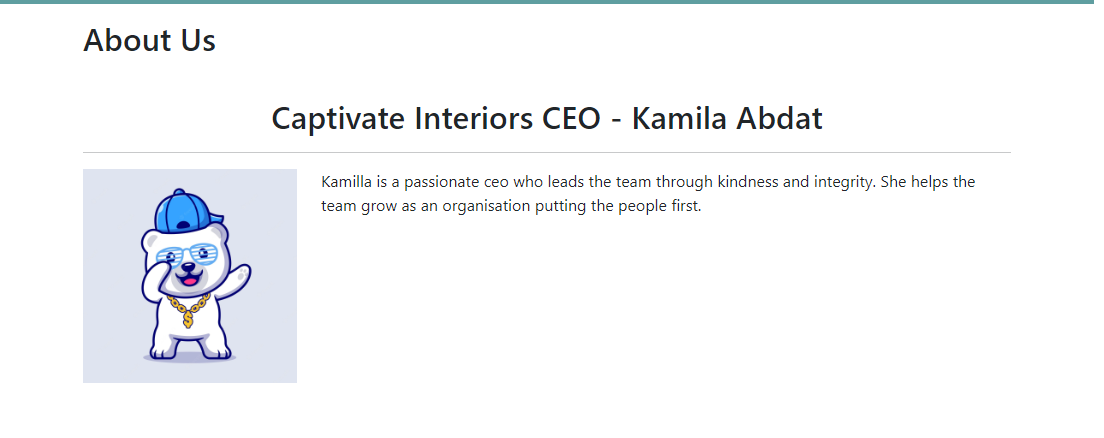 About Us
Captivate Interiors CEO - Kamila Abdat
Kamilla is a passionate ceo who leads the team through kindness and integrity. She helps the
team grow as an organisation putting the people first.
$